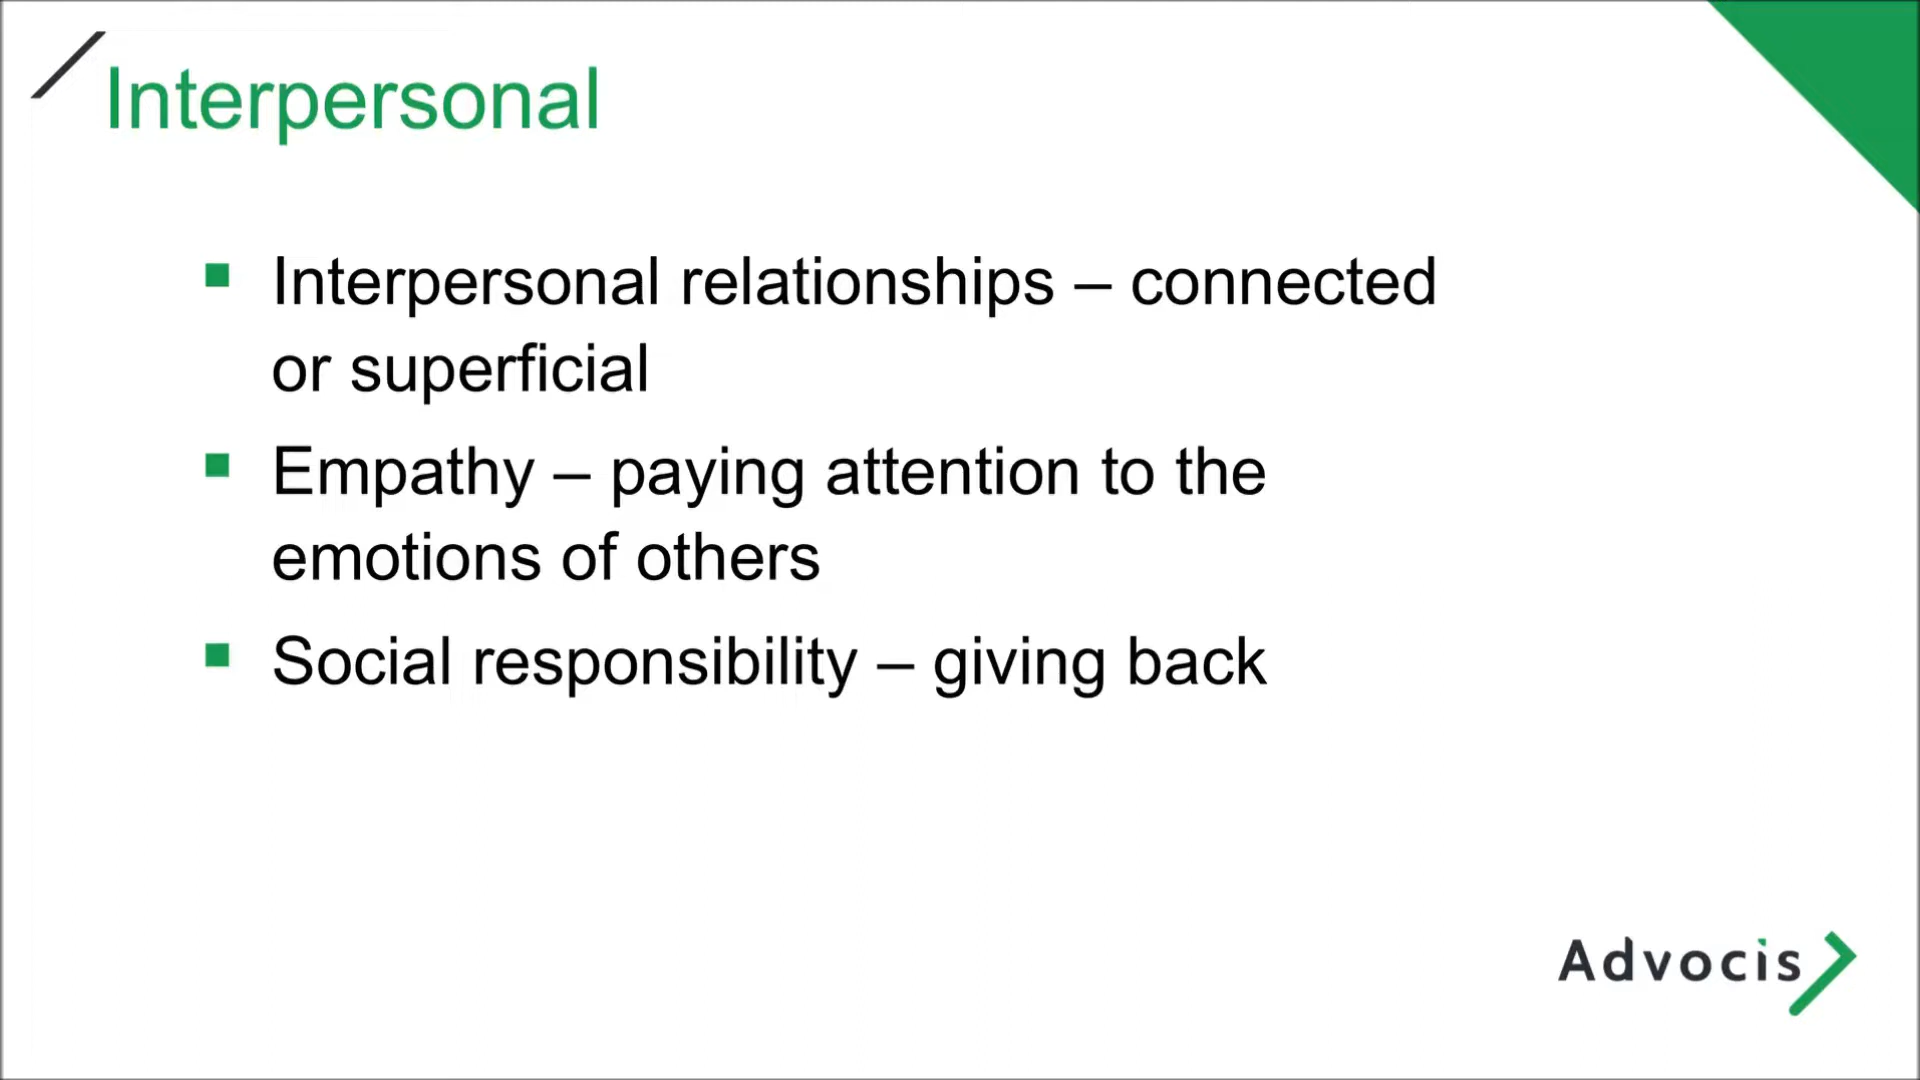 Interpersonal
Interpersonal relationships – connected
or superficial
Empathy – paying attention to the
emotions of others
Social responsibility – giving back
Advocis